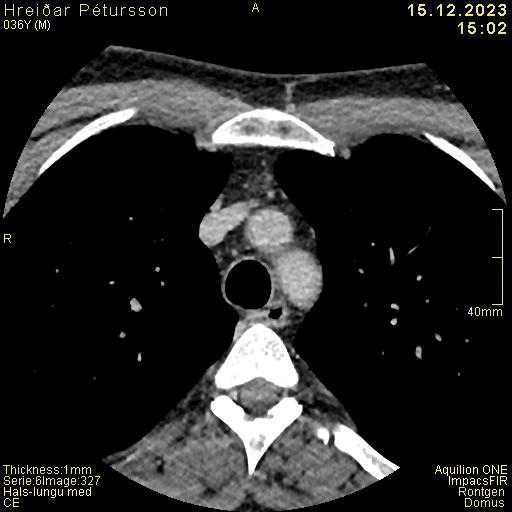 Hreiðar Pétursson
036Y (M)
A
15.12.2023
15:02
R
40mm
Thickness:1mm
Serie:6Image:327
Hals-lungu med
CE
Aquilion ONE
ImpacsFIR
Röntgen
Domus